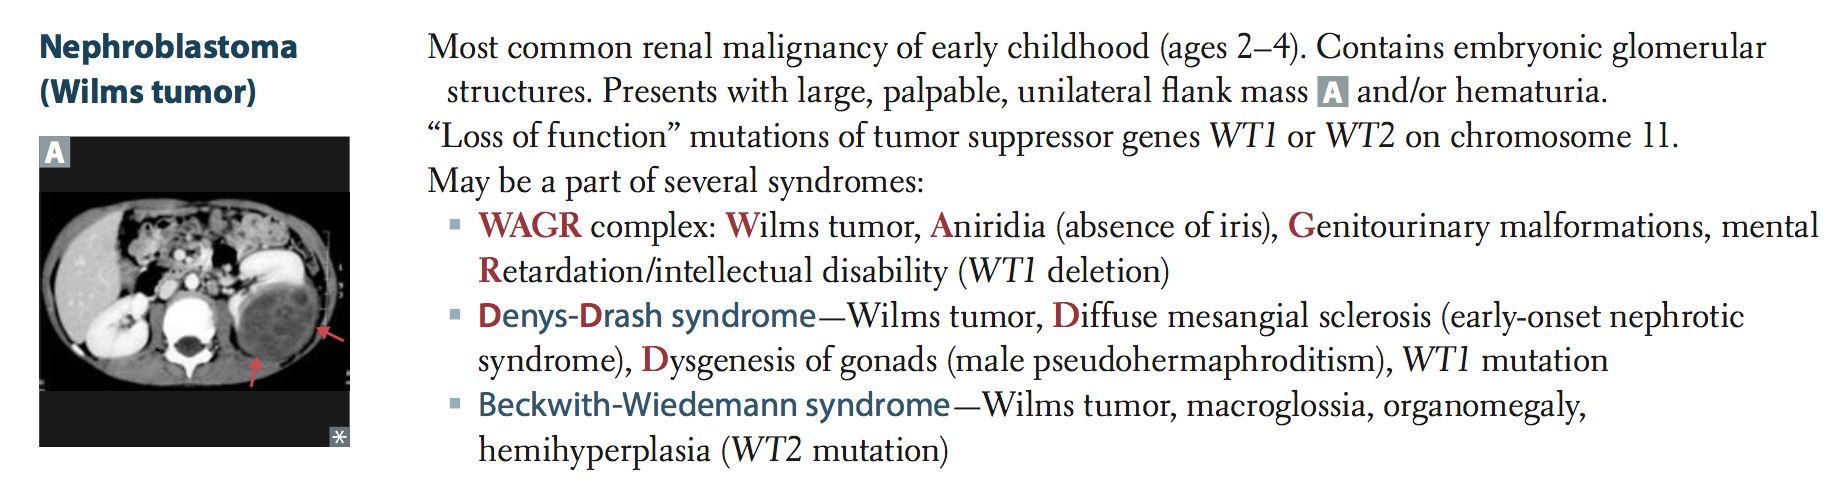 Nephroblastoma
(Wilms tumor)
A
*
Most common renal malignancy of early childhood (ages 2–4). Contains embryonic glomerular
structures. Presents with large, palpable, unilateral flank mass A and/or hematuria.
“Loss of function” mutations of tumor suppressor genes WT1 or WT2 on chromosome 11.
May be a part of several syndromes:
▪ WAGR complex: Wilms tumor, Aniridia (absence of iris), Genitourinary malformations, mental
Retardation/intellectual disability (WT1 deletion)
▪ Denys-Drash syndrome—Wilms tumor, Diffuse mesangial sclerosis (early-onset nephrotic
syndrome), Dysgenesis of gonads (male pseudohermaphroditism), WT1 mutation
▪ Beckwith-Wiedemann syndrome—Wilms tumor, macroglossia, organomegaly,
hemihyperplasia (WT2 mutation)